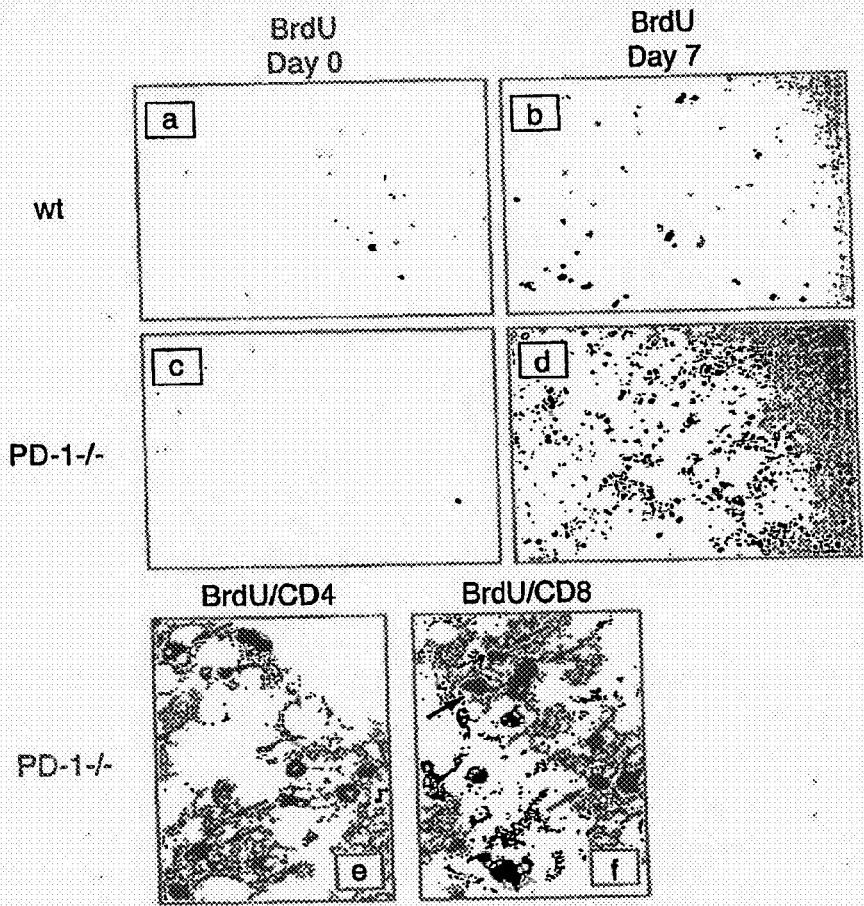 BrdU
Day 0
BrdU
Day 7
a
b
wt
c
d
PD-1-/-
BrdU/CD4
BrdU/CD8
PD-1-/-
e
f